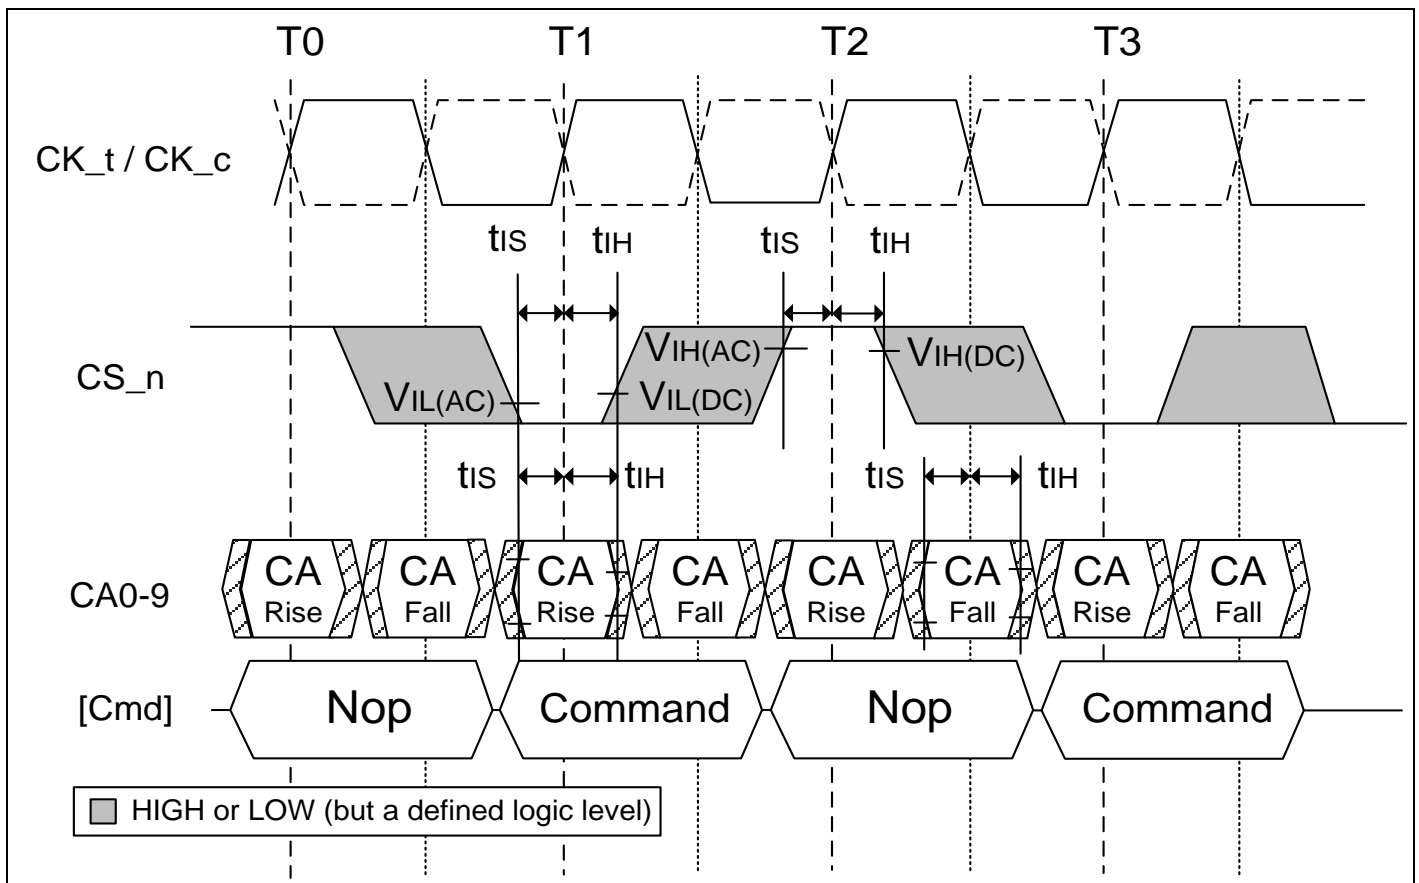 T0 T1 T2 T3
CK_t / CK_c
tIS tIH tIS tIH
CS_n
VIH(AC) VIH(DC)
VIL(AC) VIL(DC)
tIS tIH tIS tIH
CA0-9
CA CA CA CA CA CA CA CA
Rise Fall Rise Fall Rise Fall Rise Fall
[Cmd] Nop Command Nop Command
HIGH or LOW (but a defined logic level)